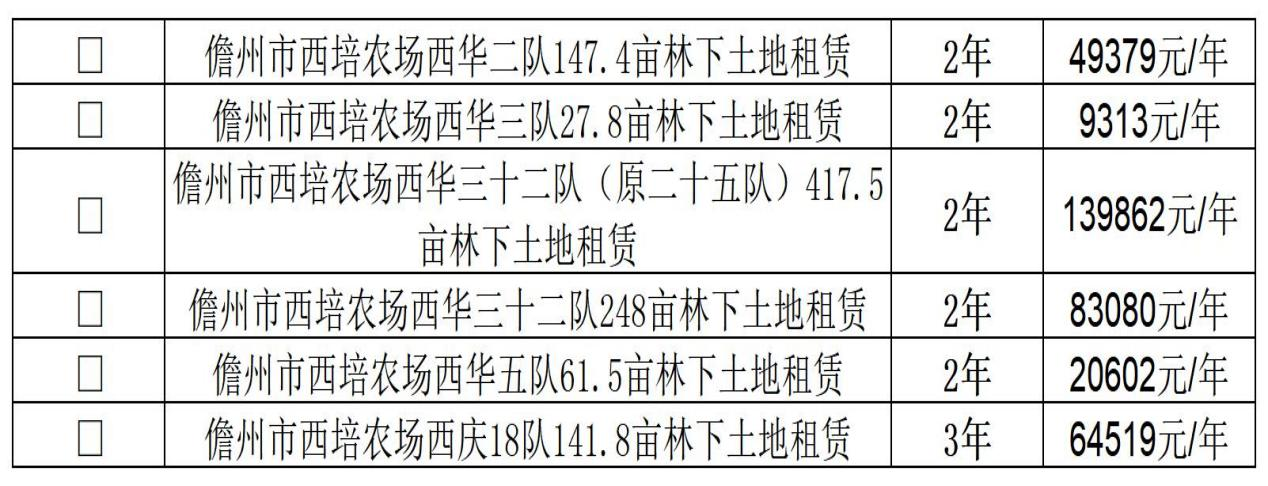 □ 儋州市西培农场西华二队147.4亩林下土地租赁 2年 49379元/年
□ 儋州市西培农场西华三队27.8亩林下土地租赁 2年 9313元/年
□ 儋州市西培农场西华三十二队（原二十五队）417.5
亩林下土地租赁 2年 139862元/年
□ 儋州市西培农场西华三十二队248亩林下土地租赁 2年 83080元/年
□ 儋州市西培农场西华五队61.5亩林下土地租赁 2年 20602元/年
□ 儋州市西培农场西庆18队141.8亩林下土地租赁 3年 64519元/年